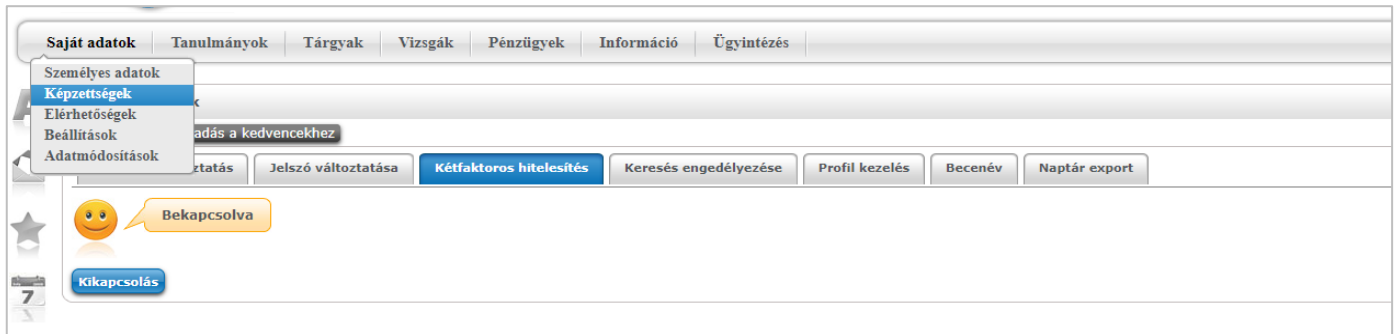 Saját adatok Tanulmányok Tárgyak Vizsgák Pénzügyek Információ Ügyintézés
Személyes adatok
Képzettségek
Elérhetőségek
Beállítások
Adatmódosítások
adás a kedvencekhez
ztatás Jelszó változtatása Kétfaktoros hitelesítés Keresés engedélyezése Profil kezelés Becenév Naptár export
Bekapcsolva
Kikapcsolás
7